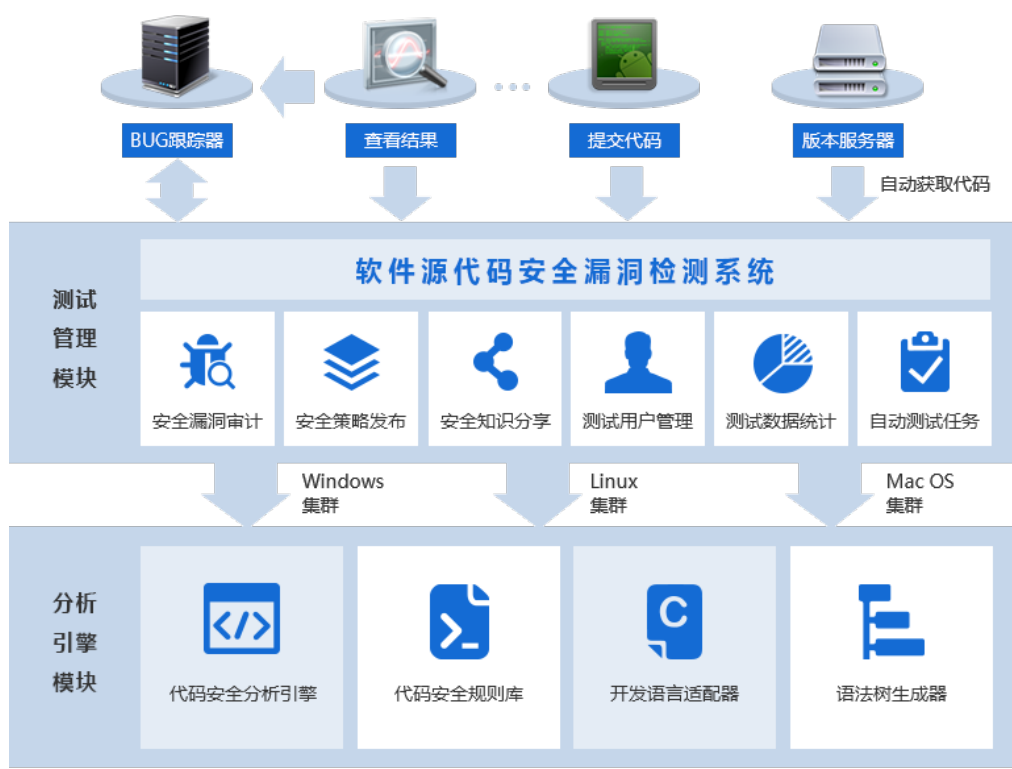 BUG跟踪器
查看结果
提交代码
版本服务器
自动获取代码
测试
管理
模块
软件源代码安全漏洞检测系统
安全漏洞审计
安全策略发布
安全知识分享
测试用户管理
测试数据统计
自动测试任务
Windows
集群
Linux
集群
Mac OS
集群
分析
引擎
模块
代码安全分析引擎
代码安全规则库
C
开发语言适配器
语法树生成器